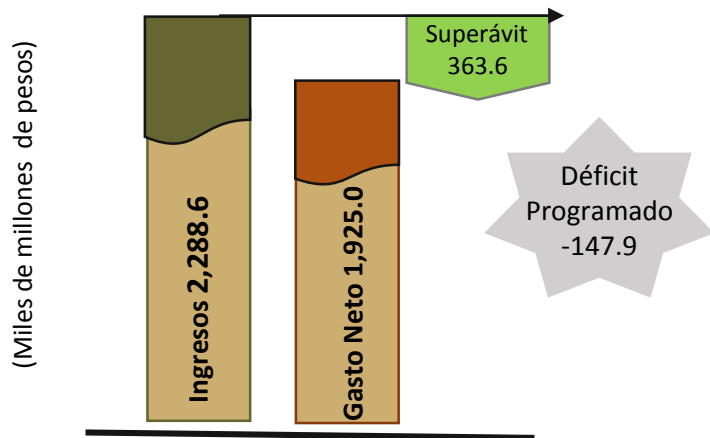 (Miles de millones de pesos)
Ingresos 2,288.6
Gasto Neto 1,925.0
Superávit
363.6
Déficit
Programado
-147.9